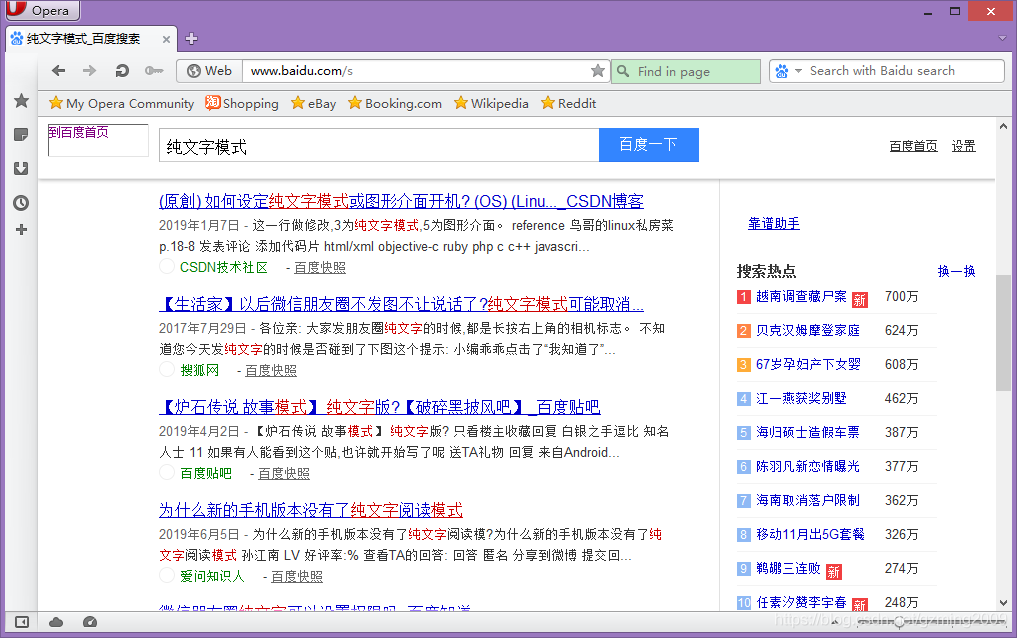 Opera
纯文字模式_百度搜索
Web
www.baidu.com/s
Find in page
Search with Baidu search
My Opera Community
淘 Shopping
eBay
Booking.com
Wikipedia
Reddit
到百度首页
纯文字模式
百度一下
百度首页 设置
(原創) 如何设定纯文字模式或图形介面开机? (OS) (Linu..._CSDN博客
2019年1月7日 - 这一行做修改,3为纯文字模式,5为图形介面。 reference 鸟哥的linux私房菜
p.18-8 发表评论 添加代码片 html/xml objective-c ruby php c c++ javascri...
CSDN技术社区 - 百度快照
【生活家】以后微信朋友圈不发图不让说话了?纯文字模式可能取消...
2017年7月29日 - 各位亲: 大家发朋友圈纯文字的时候,都是长按右上角的相机标志。 不知
道您今天发纯文字的时候是否碰到了下图这个提示: 小编乖乖点击了“我知道了”...
搜狐网 - 百度快照
【炉石传说 故事模式】 纯文字版?【破碎黑披风吧】_百度贴吧
2019年4月2日 - 【炉石传说 故事模式】 纯文字版? 只看楼主收藏回复 白银之手逗比 知名
人士 11 如果有人能看到这个贴,也许就开始写了呢 送TA礼物 回复 来自Android...
百度贴吧 - 百度快照
为什么新的手机版本没有了纯文字阅读模式
2019年6月5日 - 为什么新的手机版本没有了纯文字阅读模?为什么新的手机版本没有了纯
文字阅读模式 孙江南 LV 好评率:% 查看TA的回答: 回答 匿名 分享到微博 提交回...
爱问知识人 - 百度快照
微信朋友圈纯文字可以设置权限吗_百度知道
靠谱助手
搜索热点 换一换
1 越南调查藏尸案 新 700万
2 贝克汉姆摩登家庭 624万
3 67岁孕妇产下女婴 608万
4 江一燕获奖别墅 462万
5 海归硕士造假车票 387万
6 陈羽凡新恋情曝光 377万
7 海南取消落户限制 362万
8 移动11月出5G套餐 326万
9 鹈鹕三连败 新 274万
10 任素汐赞李宇春 新 248万